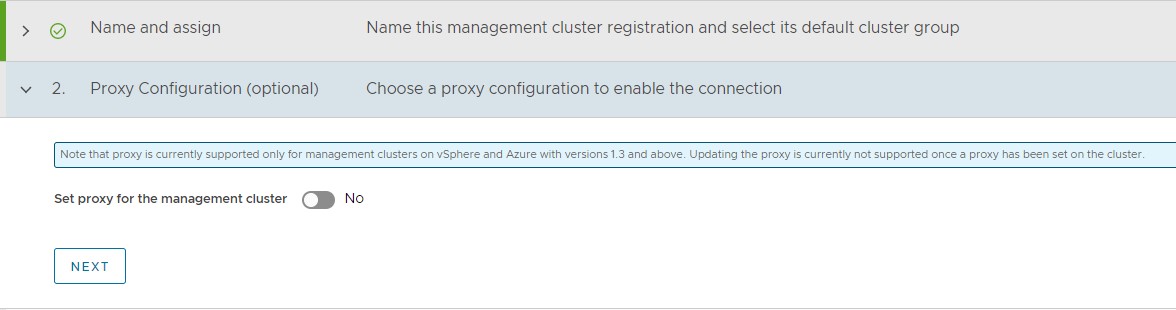 Name and assign Name this management cluster registration and select its default cluster group
2. Proxy Configuration (optional) Choose a proxy configuration to enable the connection
Note that proxy is currently supported only for management clusters on vSphere and Azure with versions 1.3 and above. Updating the proxy is currently not supported once a proxy has been set on the cluster.
Set proxy for the management cluster No
NEXT